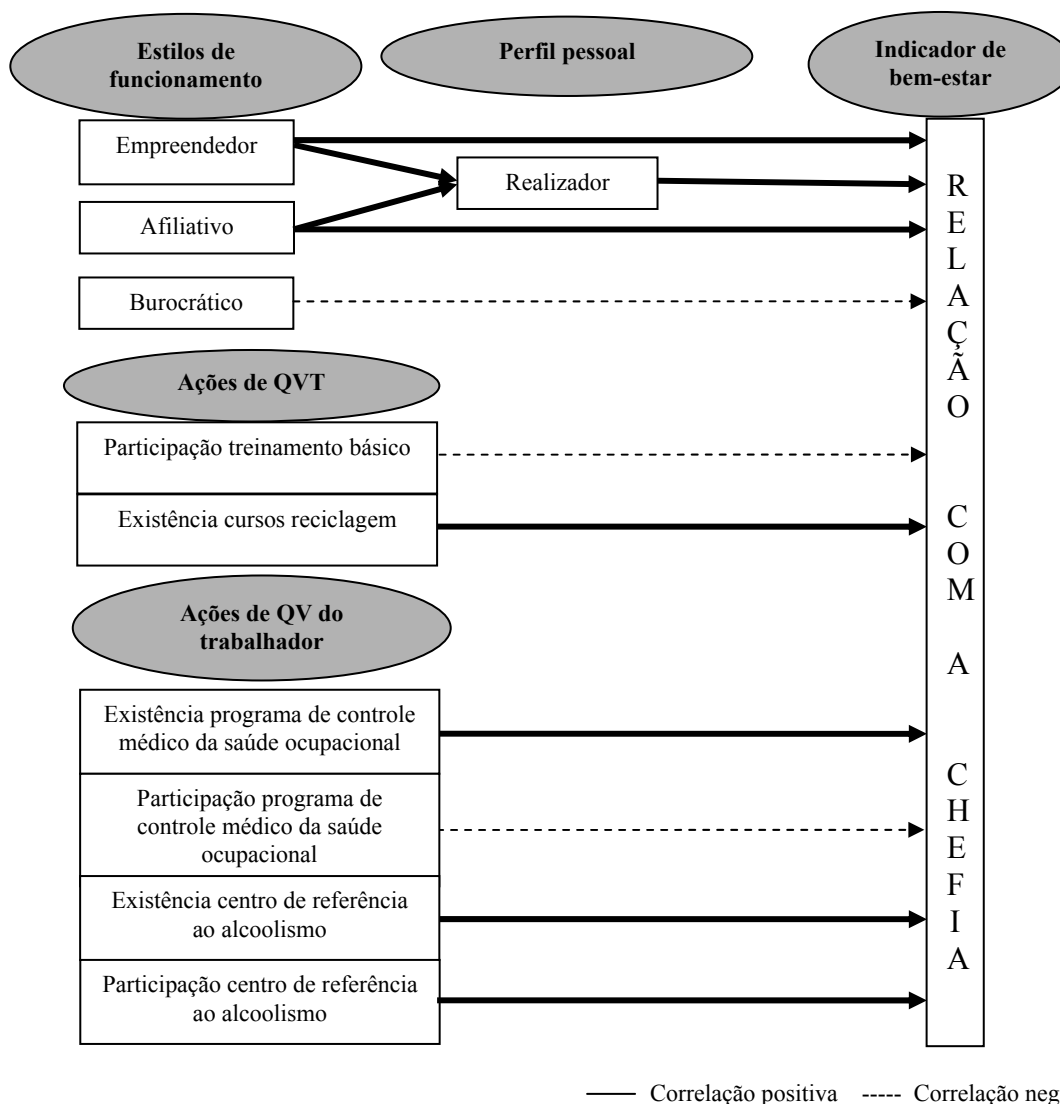 Estilos de
funcionamento
Perfil pessoal
Indicador de
bem-estar
Empreendedor
Realizador
Afiliativo
Burocrático
Ações de QVT
Participação treinamento básico
Existência cursos reciclagem
Ações de QV do
trabalhador
Existência programa de controle
médico da saúde ocupacional
Participação programa de
controle médico da saúde
ocupacional
Existência centro de referência
ao alcoolismo
Participação centro de referência
ao alcoolismo
RELAÇÃO COM A CHEFIA
Correlação positiva
Correlação neg